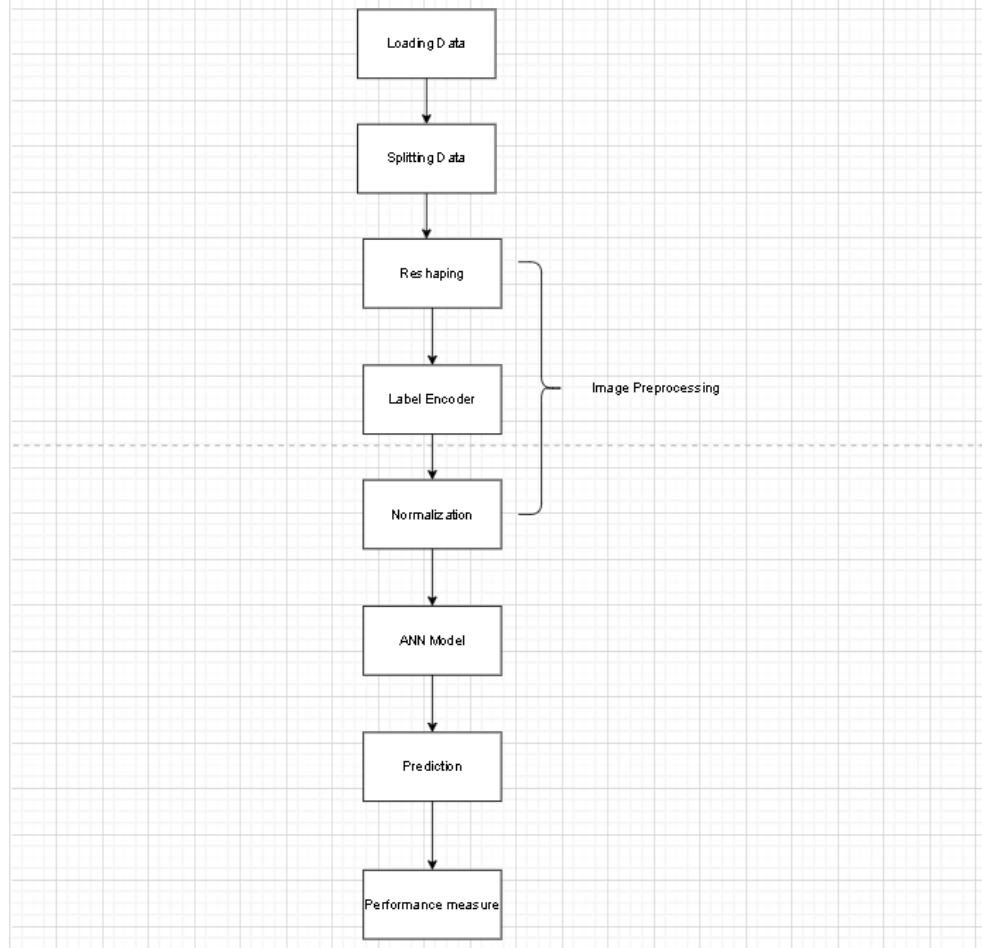 Loading Data
Splitting Data
Reshaping
Label Encoder
Image Preprocessing
Normalization
ANN Model
Prediction
Performance measure